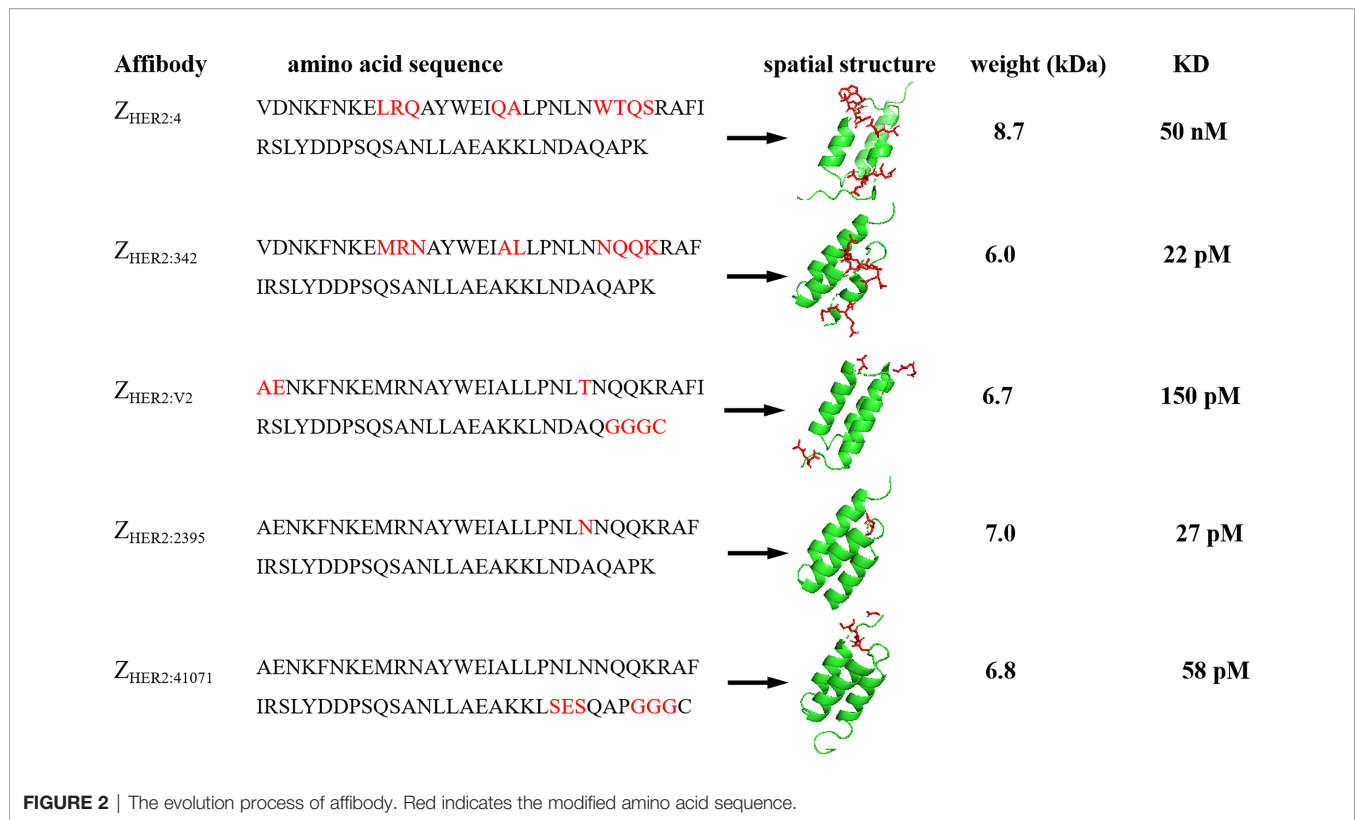 Affibody amino acid sequence spatial structure weight (kDa) KD
ZHER2:4 VDNKFNKELRQAYWEIQALPNLNWTQSRAFI
RSLYDDPSQSANLLAEAKKLNDAQAPK 8.7 50 nM
ZHER2:342 VDNKFNKEMRNAYWEIALLPNLNNQQKRAF
IRSLYDDPSQSANLLAEAKKLNDAQAPK 6.0 22 pM
ZHER2:V2 AENKFNKEMRNAYWEIALLPNLTNQQKRAFI
RSLYDDPSQSANLLAEAKKLNDAQGGGC 6.7 150 pM
ZHER2:2395 AENKFNKEMRNAYWEIALLPNLNNQQKRAF
IRSLYDDPSQSANLLAEAKKLNDAQAPK 7.0 27 pM
ZHER2:41071 AENKFNKEMRNAYWEIALLPNLNNQQKRAF
IRSLYDDPSQSANLLAEAKKLSESQAPGGGC 6.8 58 pM
FIGURE 2 | The evolution process of affibody. Red indicates the modified amino acid sequence.